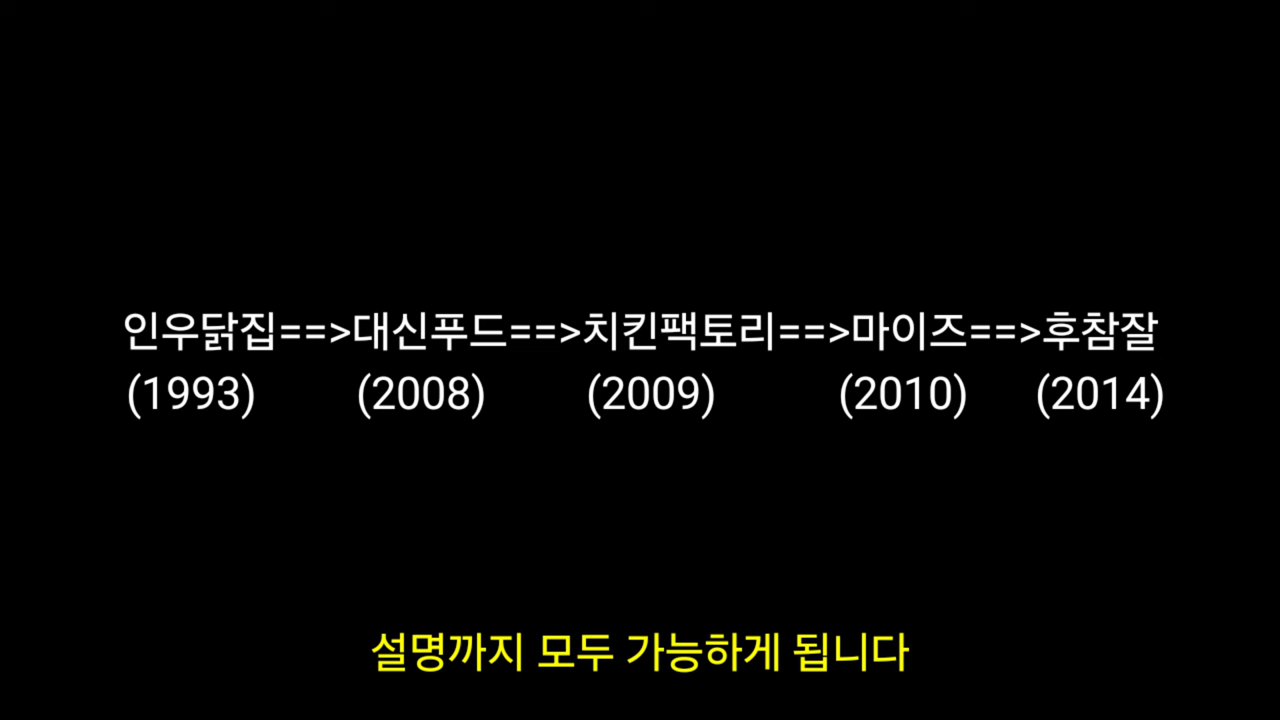 인우닭집==>대신푸드==>치킨팩토리==>마이즈==>후참잘
(1993) (2008) (2009) (2010) (2014)
설명까지 모두 가능하게 됩니다